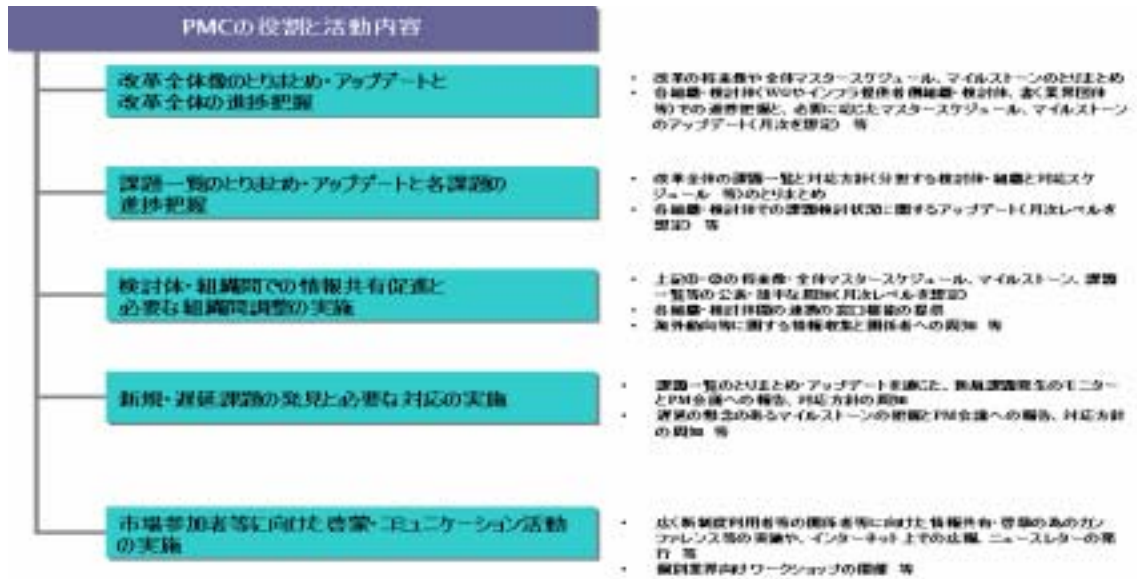 PMCの役割と活動内容
改革全体像のとりまとめ・アップデートと
改革全体の進捗把握
・ 改革の将来像や全体マスタースケジュール、マイルストーンのとりまとめ
・ 各組織・検討体(WGやインフラ提供者側組織・検討体、書く業界団体
等)での進捗把握と、必要に応じたマスタースケジュール、マイルストーン
のアップデート(月次を想定) 等
課題一覧のとりまとめ・アップデートと各課題の
進捗把握
・ 改革全体の課題一覧と対応方針(分担する検討体・組織と対応スケ
ジュール 等)のとりまとめ
・ 各組織・検討体での課題検討状況に関するアップデート(月次レベルを
想定) 等
検討体・組織間での情報共有促進と
必要な組織間調整の実施
・ 上記①・②の将来像・全体マスタースケジュール、マイルストーン、課題
一覧等の公表・後半な周知(月次レベルを想定)
・ 各組織・検討体間の連携の窓口機能の提供
・ 海外動向等に関する情報収集と関係者への周知 等
新規・遅延課題の発見と必要な対応の実施
・ 課題一覧のとりまとめ・アップデートを通じた、新規課題発生のモニター
とPM会議への報告、対応方針の周知
・ 遅延の懸念のあるマイルストーンの把握とPM会議への報告、対応方針
の周知 等
市場参加者等に向けた啓蒙・コミュニケーション活動
の実施
・ 広く新制度利用者等の関係者等に向けた情報共有・啓蒙の為のカン
ファレンス等の実施や、インターネット上での広報、ニュースレターの発
行 等
・ 個別業界向けワークショップの開催 等